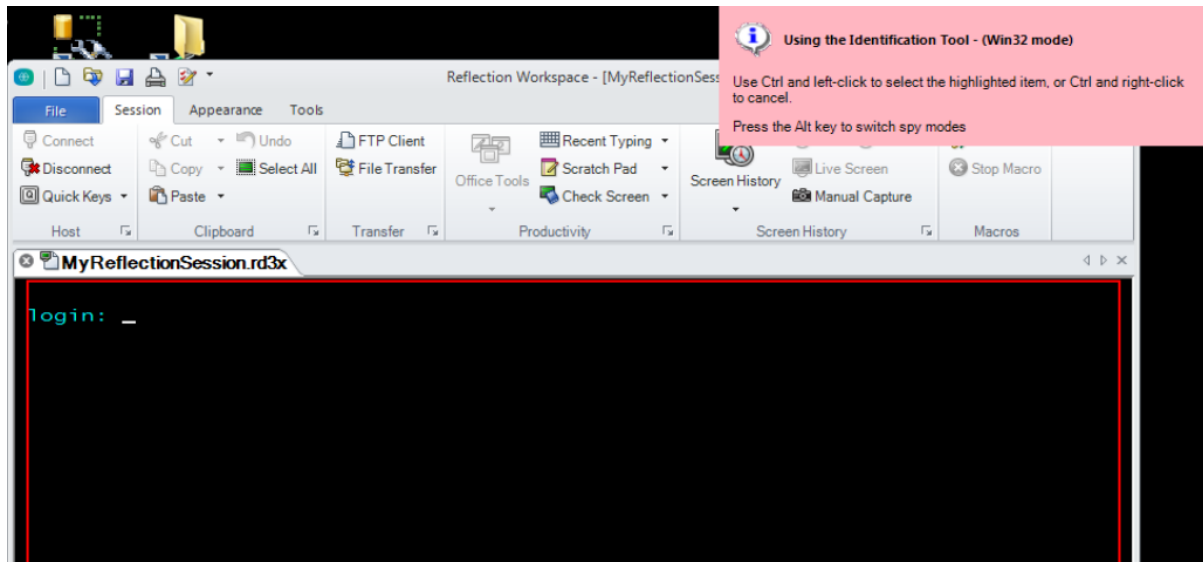 Using the Identification Tool - (Win32 mode)
Use Ctrl and left-click to select the highlighted item, or Ctrl and right-click
to cancel.
Press the Alt key to switch spy modes
Reflection Workspace - [MyReflectionSess
File Session Appearance Tools
Connect Cut Undo FTP Client Recent Typing
Disconnect Copy Select All File Transfer Office Tools Scratch Pad Screen History Live Screen Stop Macro
Quick Keys Paste Check Screen Manual Capture
Host Clipboard Transfer Productivity Screen History Macros
MyReflectionSession.rd3x
login: _